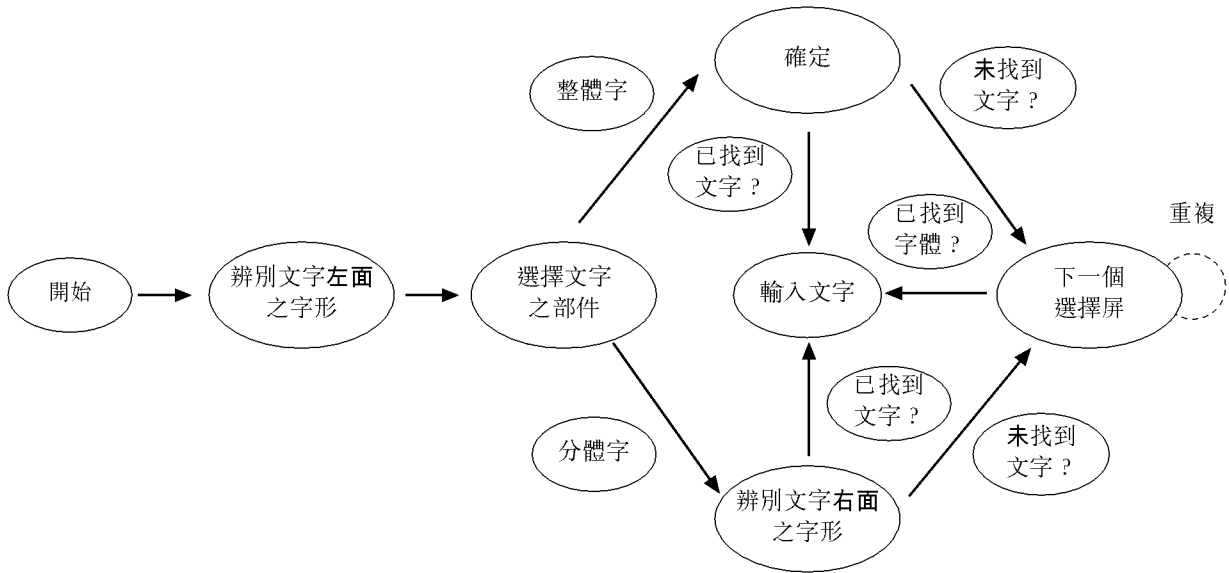 開始
辨別文字左面
之字形
選擇文字
之部件
整體字
確定
未找到
文字？
已找到
文字？
已找到
字體？
重複
輸入文字
下一個
選擇屏
分體字
已找到
文字？
未找到
文字？
辨別文字右面
之字形